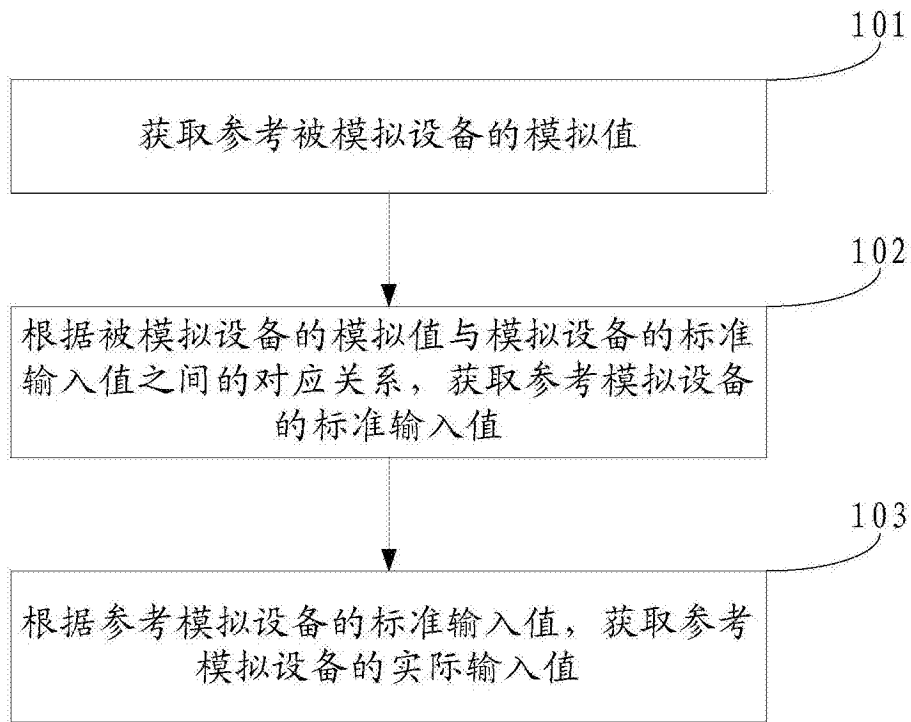 101
获取参考被模拟设备的模拟值
102
根据被模拟设备的模拟值与模拟设备的标准
输入值之间的对应关系，获取参考模拟设备
的标准输入值
103
根据参考模拟设备的标准输入值，获取参考
模拟设备的实际输入值